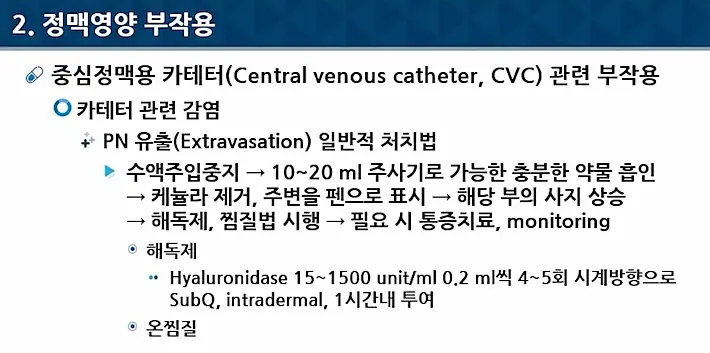 2. 정맥영양 부작용
중심정맥용 카테터(Central venous catheter, CVC) 관련 부작용
카테터 관련 감염
PN 유출(Extravasation) 일반적 처치법
수액주입중지 → 10~20 ml 주사기로 가능한 충분한 약물 흡인
→ 케뉼라 제거, 주변을 펜으로 표시 → 해당 부의 사지 상승
→ 해독제, 찜질법 시행 → 필요 시 통증치료, monitoring
해독제
Hyaluronidase 15~1500 unit/ml 0.2 ml씩 4~5회 시계방향으로
SubQ, intradermal, 1시간내 투여
온찜질